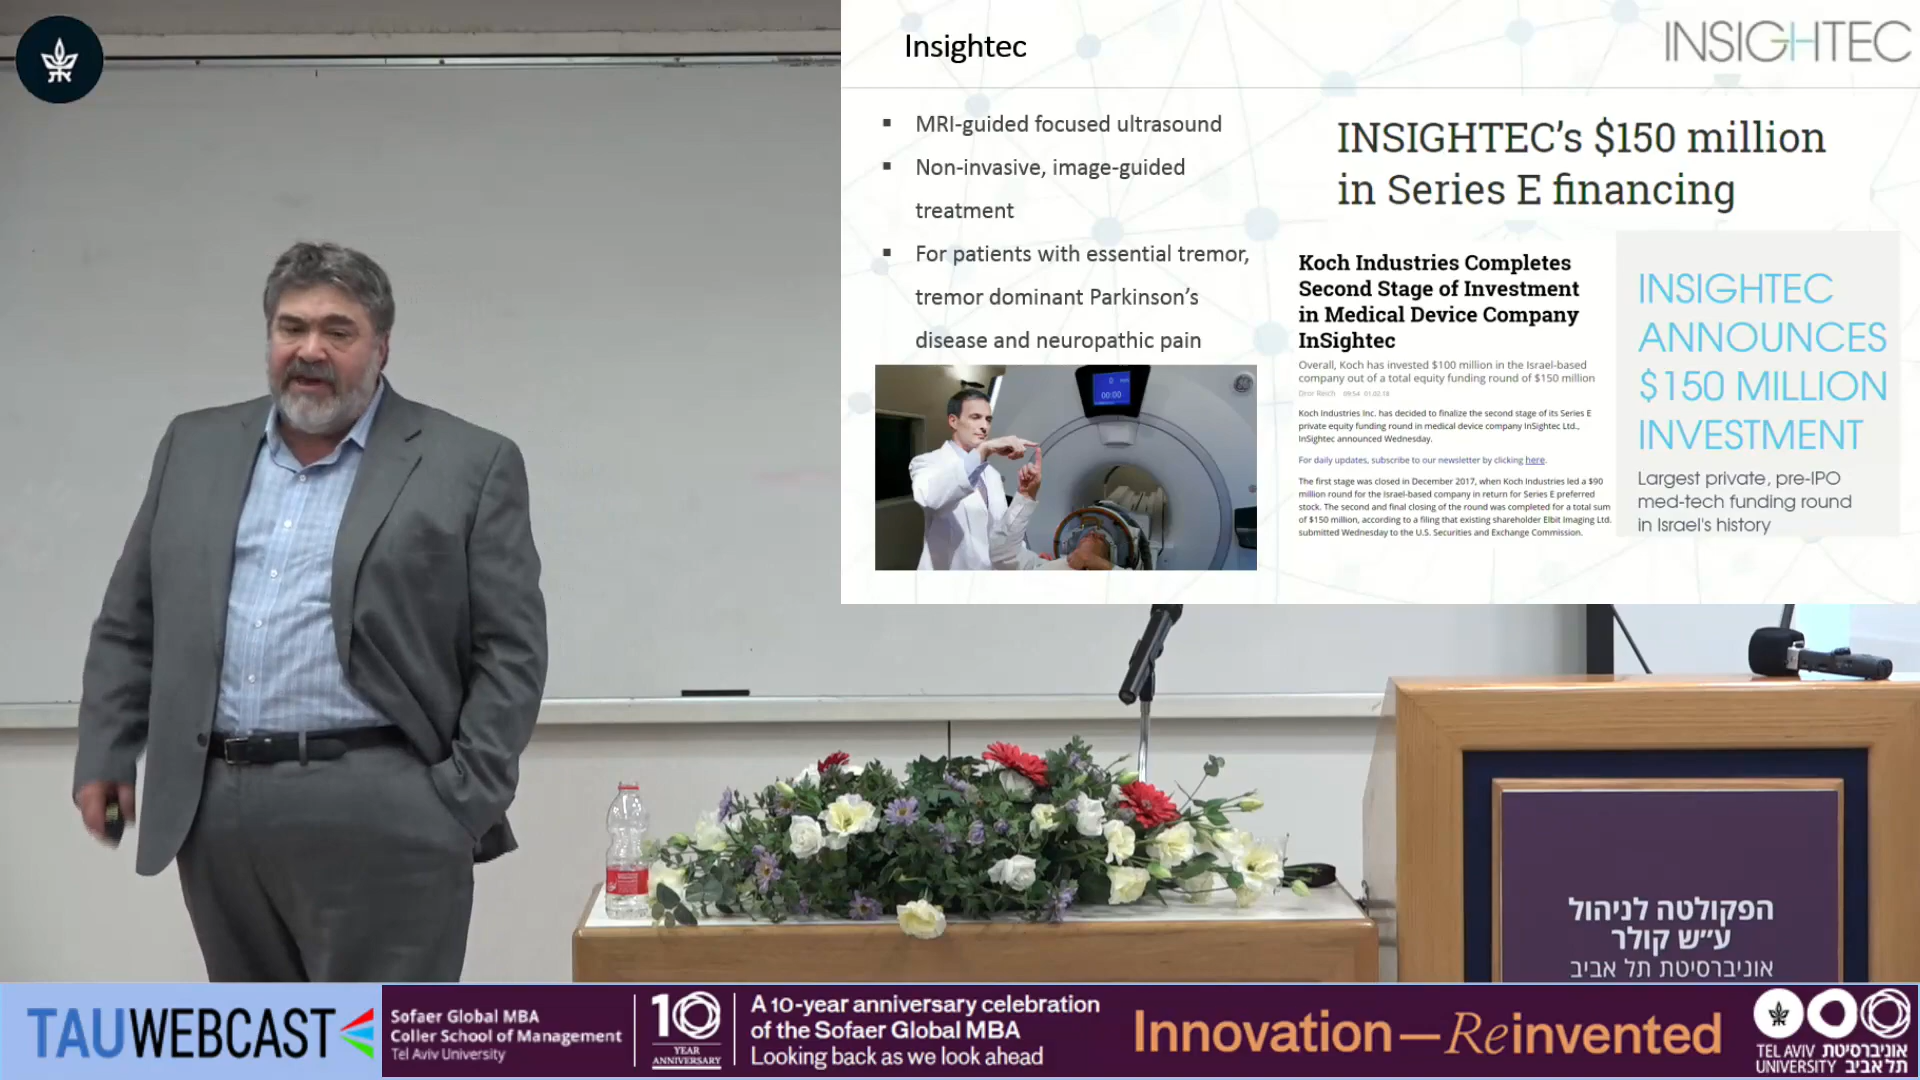 Insightec
INSIGHTEC
MRI-guided focused ultrasound
Non-invasive, image-guided
treatment
For patients with essential tremor,
tremor dominant Parkinson's
disease and neuropathic pain
0
00:00
INSIGHTEC's $150 million
in Series E financing
Koch Industries Completes
Second Stage of Investment
in Medical Device Company
InSightec
Overall, Koch has invested $100 million in the Israel-based
company out of a total equity funding round of $150 million
09:54 01.02.18
Koch Industries Inc. has decided to finalize the second stage of its Series E
private equity funding round in medical device company InSightec Ltd.,
InSightec announced Wednesday.
For daily updates, subscribe to our newsletter by clicking here.
The first stage was closed in December 2017, when Koch Industries led a $90
million round for the Israel-based company in return for Series E preferred
stock. The second and final closing of the round was completed for a total sum
of $150 million, according to a filing that existing shareholder Elbit Imaging Ltd.
submitted Wednesday to the U.S. Securities and Exchange Commission.
INSIGHTEC
ANNOUNCES
$150 MILLION
INVESTMENT
Largest private, pre-IPO
med-tech funding round
in Israel's history
הפקולטה לניהול
ע״ש קולר
אוניברסיטת תל אביב
TAUWEBCAST
Sofaer Global MBA
Coller School of Management
Tel Aviv University
10
YEAR
ANNIVERSARY
A 10-year anniversary celebration
of the Sofaer Global MBA
Looking back as we look ahead
Innovation—Reinvented
TEL AVIV אוניברסיטת
UNIVERSITY תל אביב